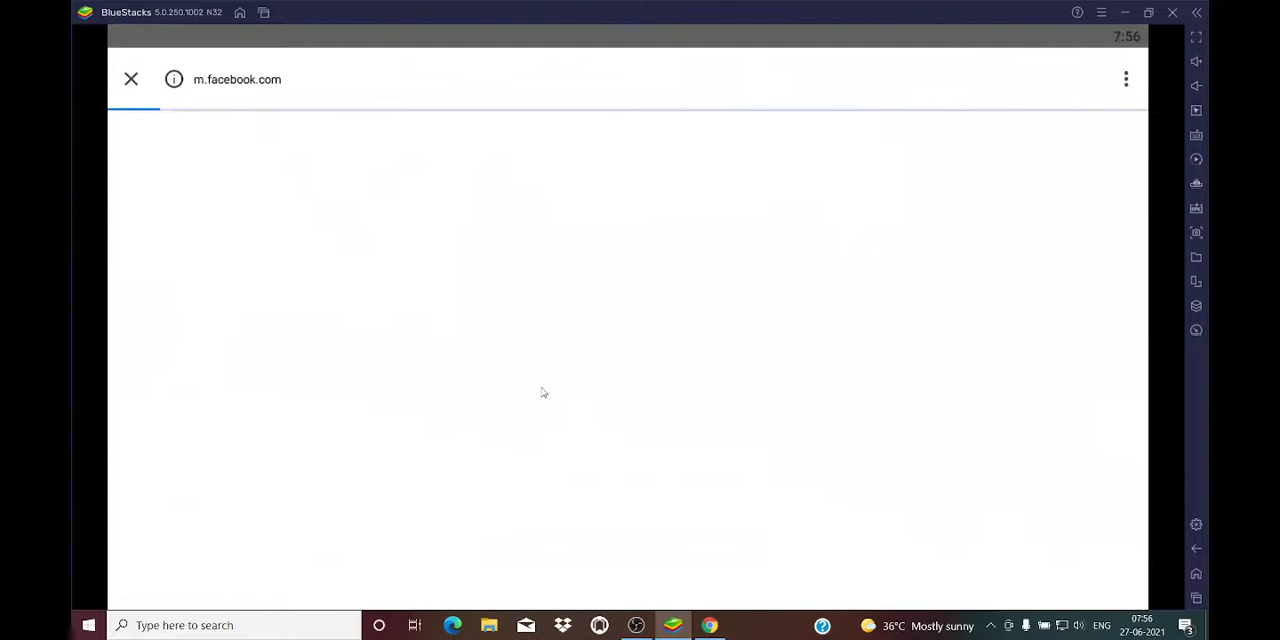 BlueStacks 5.0.250.1002 N32
7:56
m.facebook.com
Type here to search
36°C Mostly sunny
ENG
07:56
27-06-2021
3